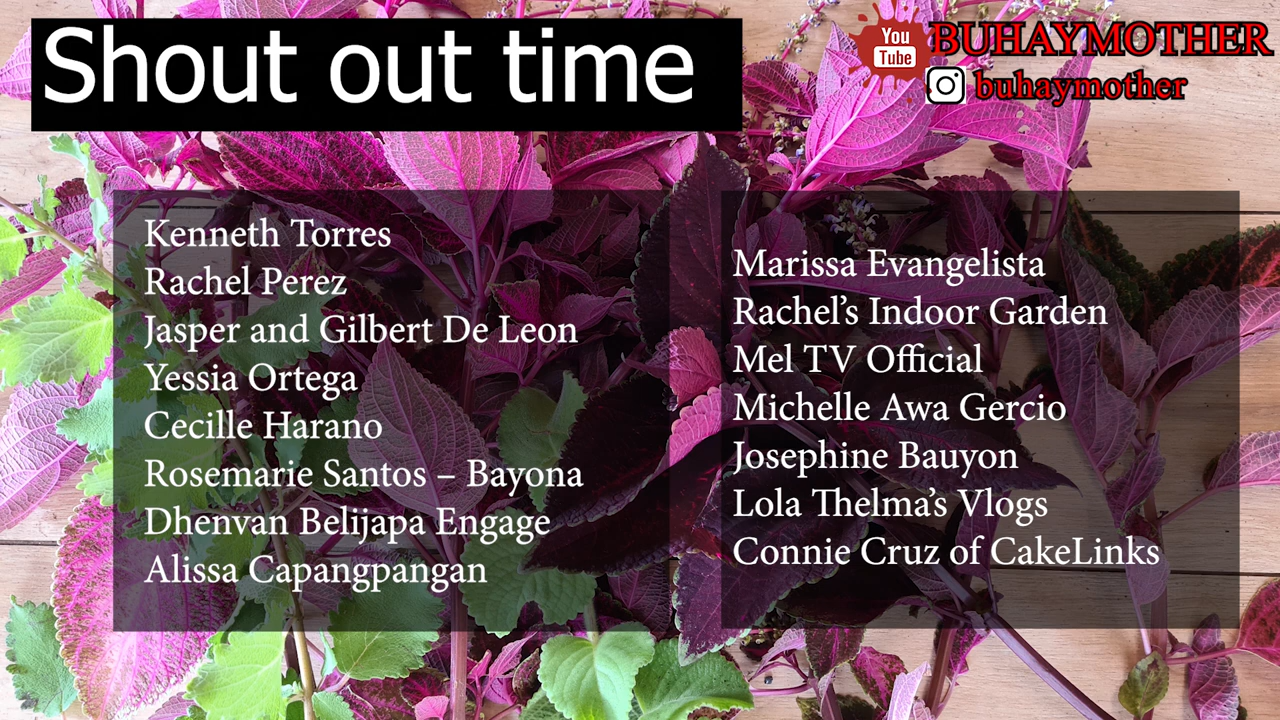 Shout out time
You
Tube
BUHAYMOTHER
buhaymother
Kenneth Torres
Rachel Perez
Jasper and Gilbert De Leon
Yessia Ortega
Cecille Harano
Rosemarie Santos – Bayona
Dhenvan Belijapa Engage
Alissa Capangpangan
Marissa Evangelista
Rachel’s Indoor Garden
Mel TV Official
Michelle Awa Gercio
Josephine Bauyon
Lola Thelma’s Vlogs
Connie Cruz of CakeLinks